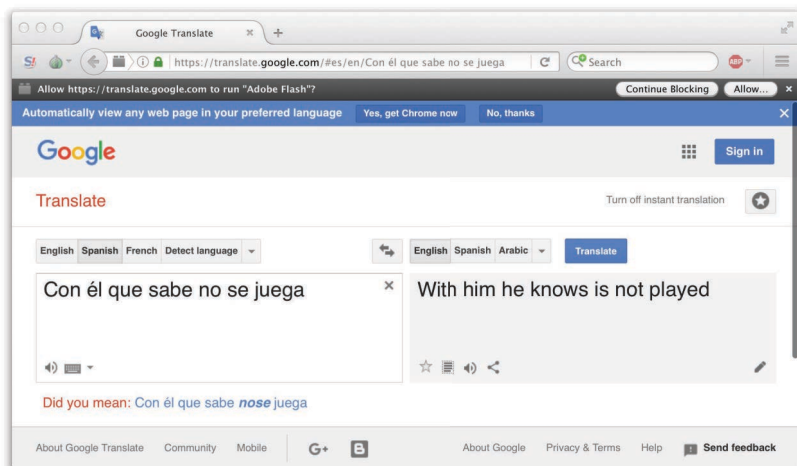 Google Translate × +
S! https://translate.google.com/#es/en/Con él que sabe no se juega Search ABP
Allow https://translate.google.com to run "Adobe Flash"? Continue Blocking Allow... ×
Automatically view any web page in your preferred language Yes, get Chrome now No, thanks ×
Google Sign in
Translate Turn off instant translation
English Spanish French Detect language English Spanish Arabic Translate
Con él que sabe no se juega × With him he knows is not played
Did you mean: Con él que sabe nose juega
About Google Translate Community Mobile G+ B About Google Privacy & Terms Help ! Send feedback